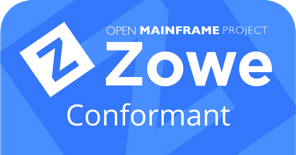 OPEN MAINFRAME PROJECT
Z Zowe
Conformant